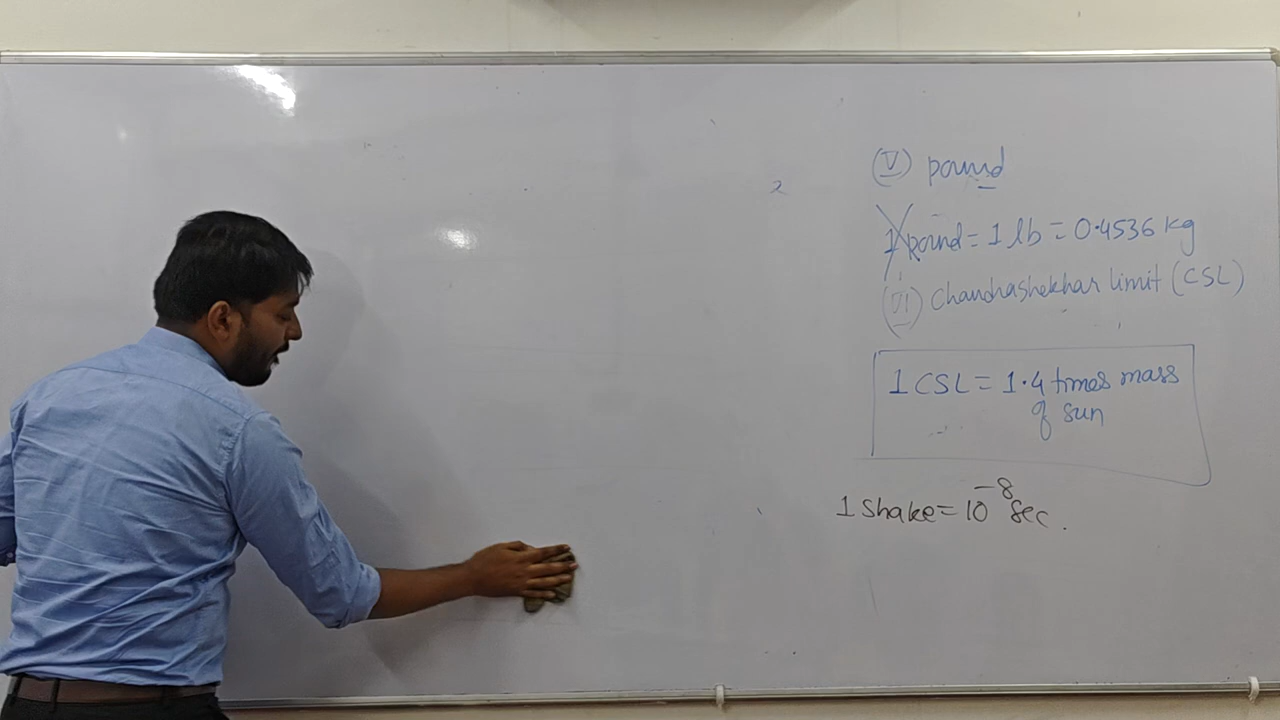 (V) pound
1 pound = 1 lb = 0.4536 kg
(VI) Chandrashekhar limit (CSL)
1 CSL = 1.4 times mass
of sun
1 Shake = 10⁻⁸ sec.